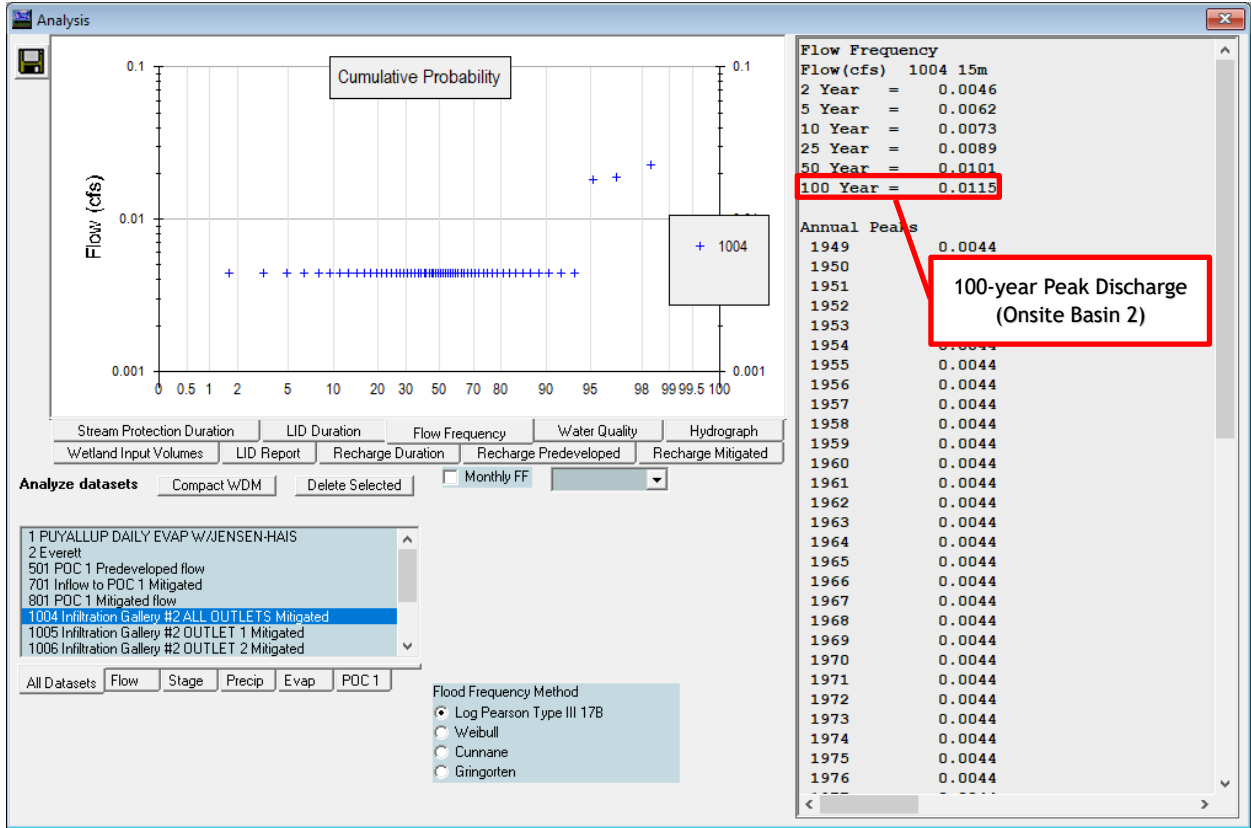 Analysis
Cumulative Probability
0.1
0.1
Flow (cfs)
0.01
1004
0.001
0.001
0 0.5 1 2 5 10 20 30 50 70 80 90 95 98 99 99.5 100
Stream Protection Duration LID Duration Flow Frequency Water Quality Hydrograph
Wetland Input Volumes LID Report Recharge Duration Recharge Predeveloped Recharge Mitigated
Analyze datasets Compact WDM Delete Selected Monthly FF
1 PUYALLUP DAILY EVAP W/JENSEN-HAIS
2 Everett
501 POC 1 Predeveloped flow
701 Inflow to POC 1 Mitigated
801 POC 1 Mitigated flow
1004 Infiltration Gallery #2 ALL OUTLETS Mitigated
1005 Infiltration Gallery #2 OUTLET 1 Mitigated
1006 Infiltration Gallery #2 OUTLET 2 Mitigated
All Datasets Flow Stage Precip Evap POC 1
Flood Frequency Method
Log Pearson Type III 17B
Weibull
Cunnane
Gringorten
Flow Frequency
Flow(cfs) 1004 15m
2 Year = 0.0046
5 Year = 0.0062
10 Year = 0.0073
25 Year = 0.0089
50 Year = 0.0101
100 Year = 0.0115
Annual Peaks
1949 0.0044
1950
1951
1952
1953
1954
1955 0.0044
1956 0.0044
1957 0.0044
1958 0.0044
1959 0.0044
1960 0.0044
1961 0.0044
1962 0.0044
1963 0.0044
1964 0.0044
1965 0.0044
1966 0.0044
1967 0.0044
1968 0.0044
1969 0.0044
1970 0.0044
1971 0.0044
1972 0.0044
1973 0.0044
1974 0.0044
1975 0.0044
1976 0.0044
100-year Peak Discharge
(Onsite Basin 2)